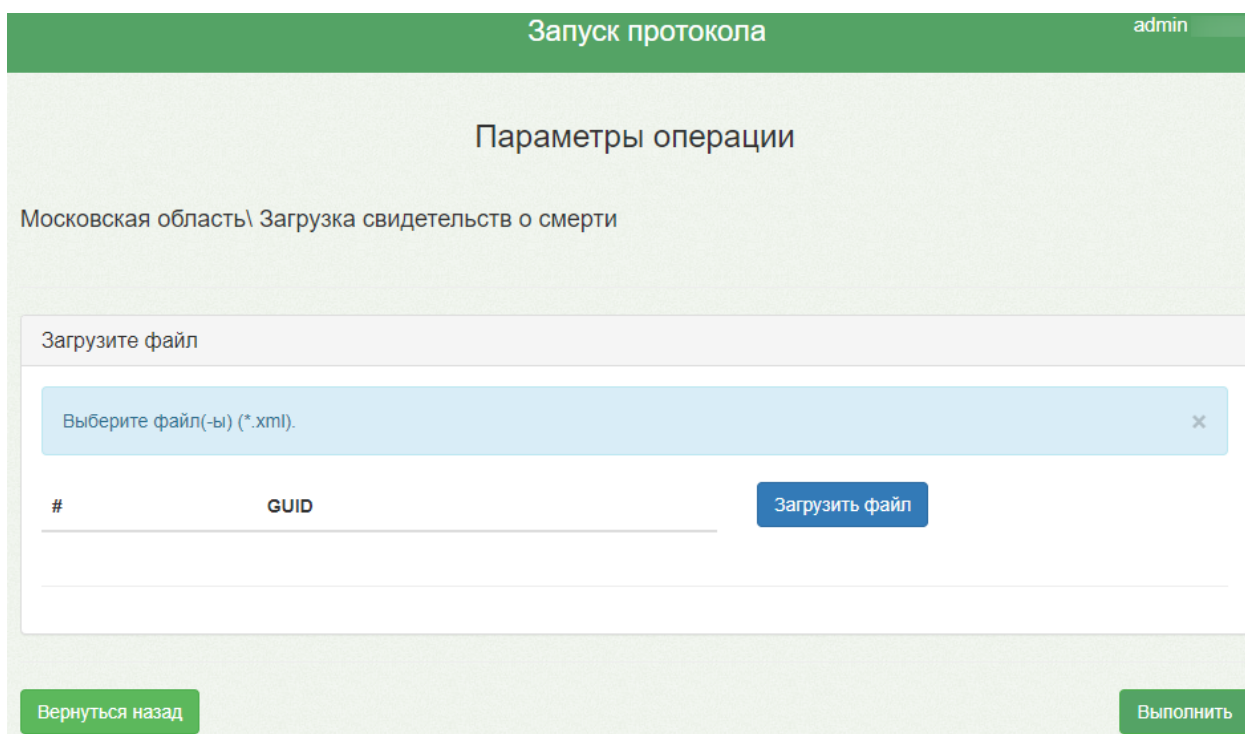 Запуск протокола
admin
Параметры операции
Московская область\ Загрузка свидетельств о смерти
Загрузите файл
Выберите файл(-ы) (*.xml).
×
# GUID
Загрузить файл
Вернуться назад
Выполнить